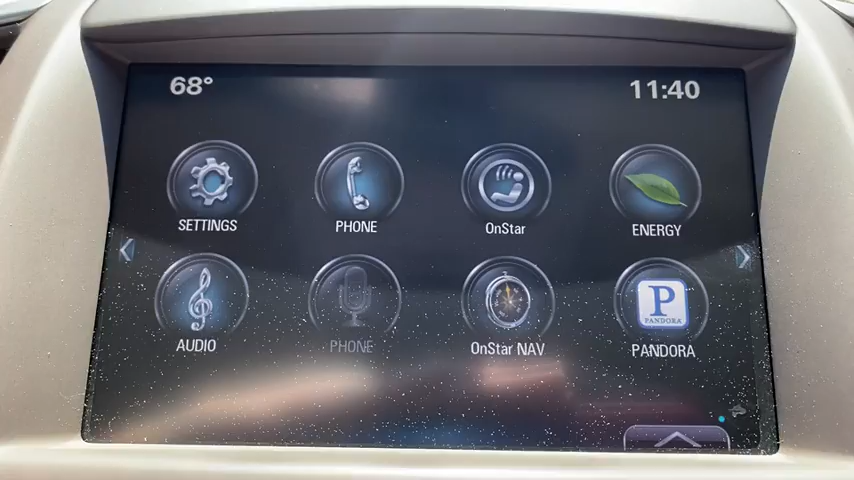 68° 11:40
SETTINGS PHONE OnStar ENERGY
P
PANDORA
AUDIO PHONE OnStar NAV PANDORA